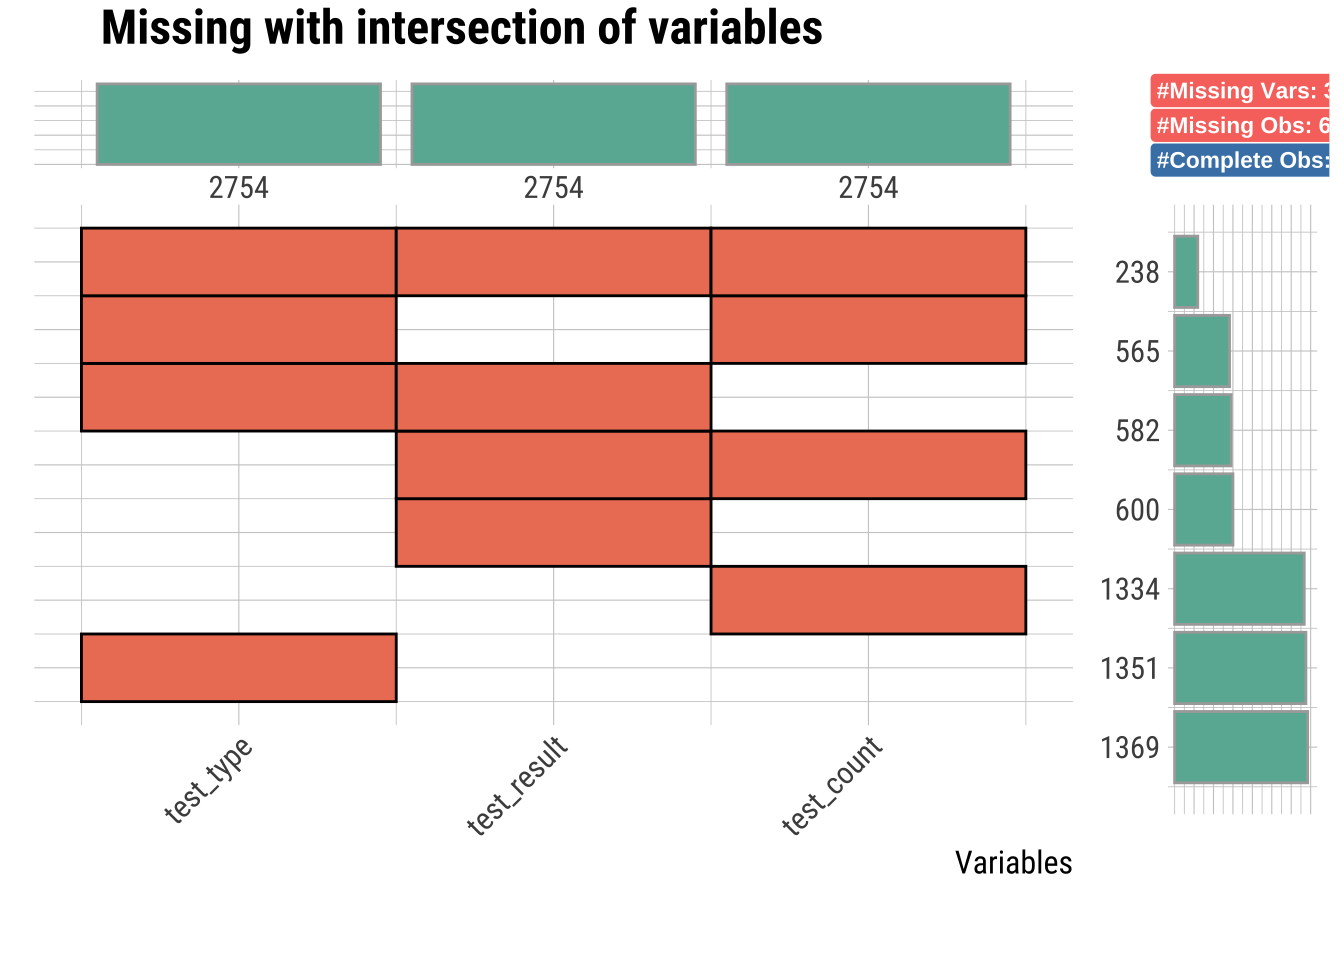 Missing with intersection of variables
#Missing Vars: 3
#Missing Obs: 6
#Complete Obs:
2754 2754 2754
238
565
582
600
1334
1351
1369
test_type test_result test_count
Variables